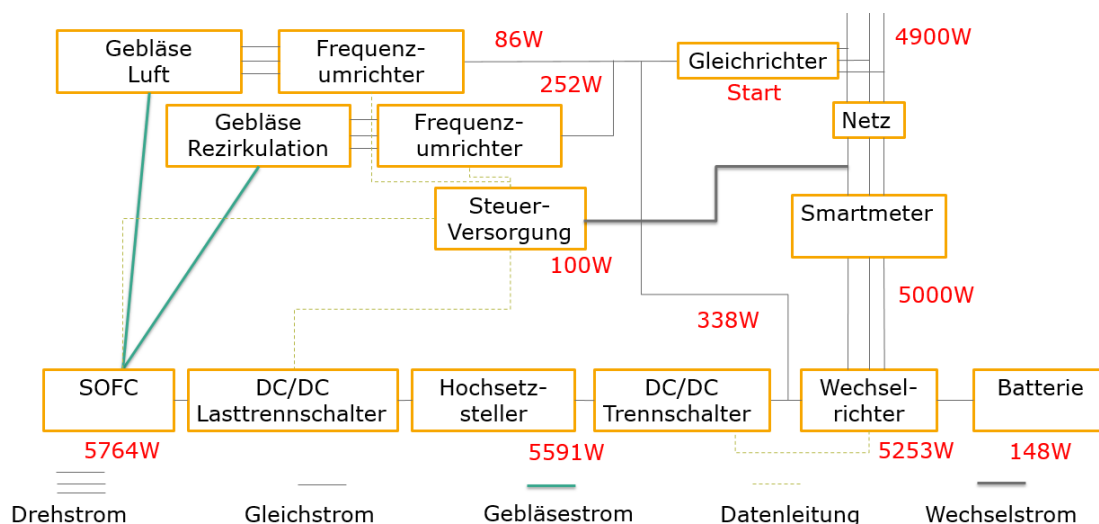 Gebläse
Luft
Frequenz-
umrichter
86W
Gleichrichter
4900W
Start
252W
Gebläse
Rezirkulation
Frequenz-
umrichter
Netz
Steuer-
Versorgung
Smartmeter
100W
5000W
338W
SOFC
DC/DC
Lasttrennschalter
Hochsetz-
steller
DC/DC
Trennschalter
Wechsel-
richter
Batterie
5764W
5591W
5253W
148W
Drehstrom
Gleichstrom
Gebläsestrom
Datenleitung
Wechselstrom